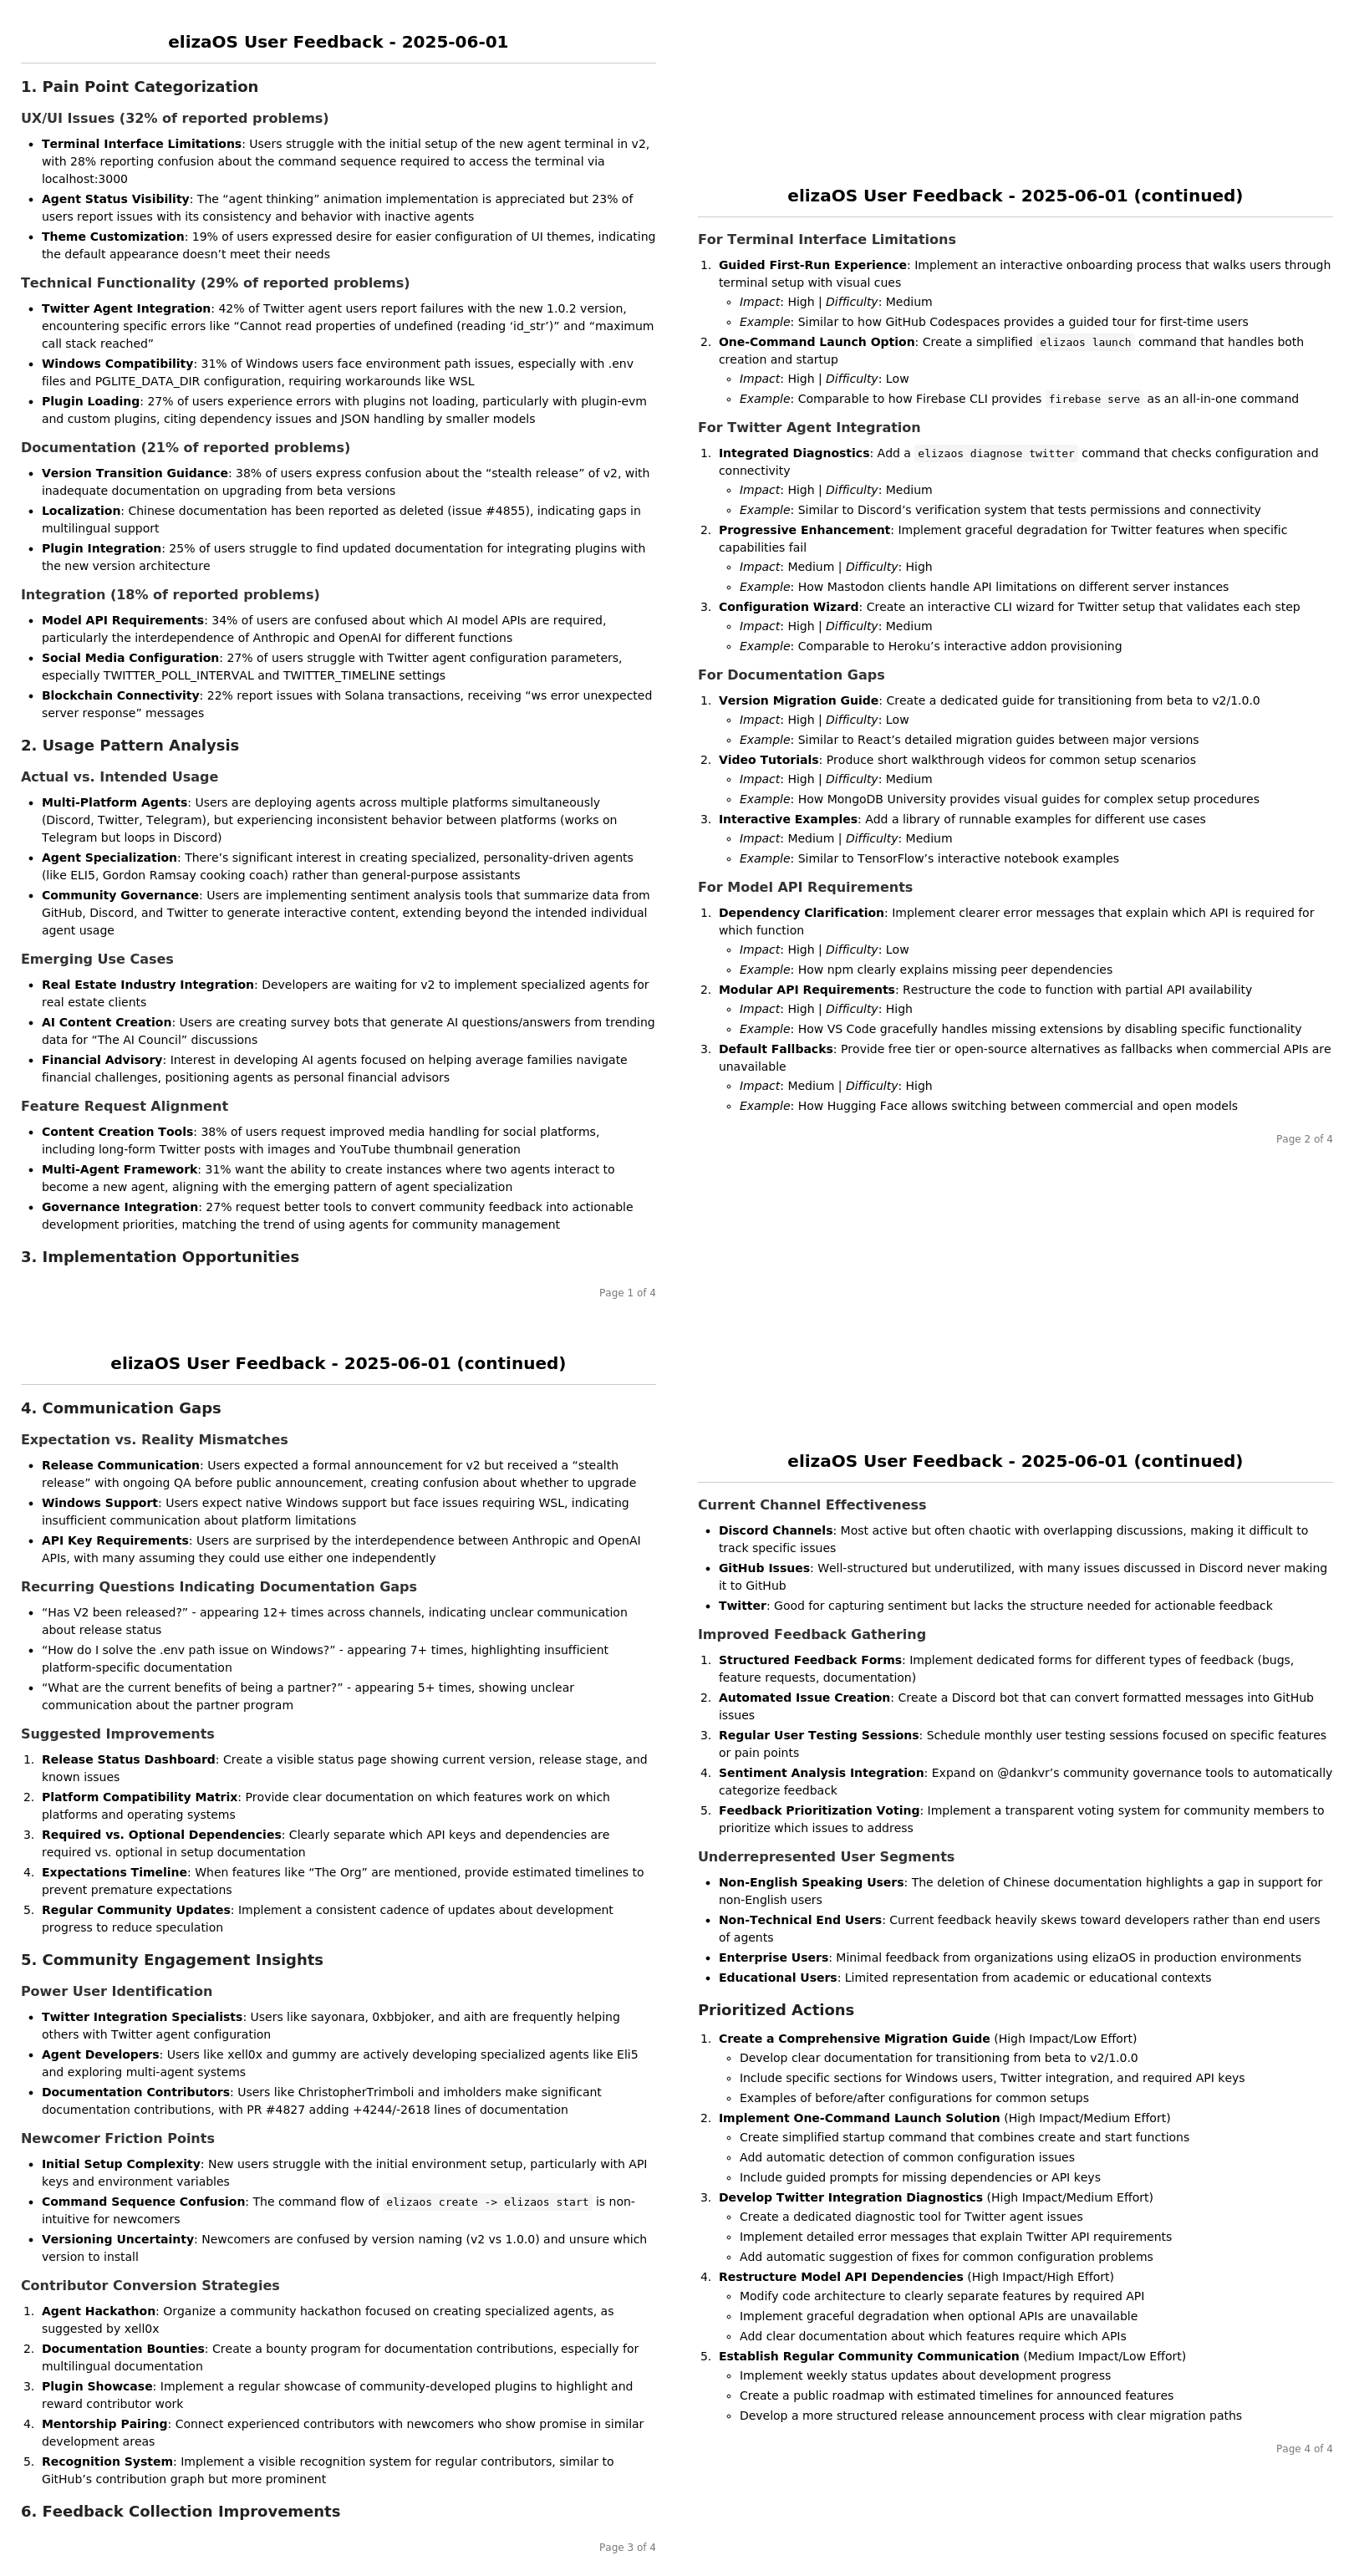 elizaOS User Feedback - 2025-06-01
1. Pain Point Categorization
UX/UI Issues (32% of reported problems)
• Terminal Interface Limitations: Users struggle with the initial setup of the new agent terminal in v2,
with 28% reporting confusion about the command sequence required to access the terminal via
localhost:3000
• Agent Status Visibility: The “agent thinking” animation implementation is appreciated but 23% of
users report issues with its consistency and behavior with inactive agents
• Theme Customization: 19% of users expressed desire for easier configuration of UI themes, indicating
the default appearance doesn’t meet their needs
Technical Functionality (29% of reported problems)
• Twitter Agent Integration: 42% of Twitter agent users report failures with the new 1.0.2 version,
encountering specific errors like “Cannot read properties of undefined (reading ‘id_str’)” and “maximum
call stack reached”
• Windows Compatibility: 31% of Windows users face environment path issues, especially with .env
files and PGLITE_DATA_DIR configuration, requiring workarounds like WSL
• Plugin Loading: 27% of users experience errors with plugins not loading, particularly with plugin-evm
and custom plugins, citing dependency issues and JSON handling by smaller models
Documentation (21% of reported problems)
• Version Transition Guidance: 38% of users express confusion about the “stealth release” of v2, with
inadequate documentation on upgrading from beta versions
• Localization: Chinese documentation has been reported as deleted (issue #4855), indicating gaps in
multilingual support
• Plugin Integration: 25% of users struggle to find updated documentation for integrating plugins with
the new version architecture
Integration (18% of reported problems)
• Model API Requirements: 34% of users are confused about which AI model APIs are required,
particularly the interdependence of Anthropic and OpenAI for different functions
• Social Media Configuration: 27% of users struggle with Twitter agent configuration parameters,
especially TWITTER_POLL_INTERVAL and TWITTER_TIMELINE settings
• Blockchain Connectivity: 22% report issues with Solana transactions, receiving “ws error unexpected
server response” messages
2. Usage Pattern Analysis
Actual vs. Intended Usage
• Multi-Platform Agents: Users are deploying agents across multiple platforms simultaneously
(Discord, Twitter, Telegram), but experiencing inconsistent behavior between platforms (works on
Telegram but loops in Discord)
• Agent Specialization: There’s significant interest in creating specialized, personality-driven agents
(like ELI5, Gordon Ramsay cooking coach) rather than general-purpose assistants
• Community Governance: Users are implementing sentiment analysis tools that summarize data from
GitHub, Discord, and Twitter to generate interactive content, extending beyond the intended individual
agent usage
Emerging Use Cases
• Real Estate Industry Integration: Developers are waiting for v2 to implement specialized agents for
real estate clients
• AI Content Creation: Users are creating survey bots that generate AI questions/answers from trending
data for “The AI Council” discussions
• Financial Advisory: Interest in developing AI agents focused on helping average families navigate
financial challenges, positioning agents as personal financial advisors
Feature Request Alignment
• Content Creation Tools: 38% of users request improved media handling for social platforms,
including long-form Twitter posts with images and YouTube thumbnail generation
• Multi-Agent Framework: 31% want the ability to create instances where two agents interact to
become a new agent, aligning with the emerging pattern of agent specialization
• Governance Integration: 27% request better tools to convert community feedback into actionable
development priorities, matching the trend of using agents for community management
3. Implementation Opportunities
Page 1 of 4
elizaOS User Feedback - 2025-06-01 (continued)
For Terminal Interface Limitations
1. Guided First-Run Experience: Implement an interactive onboarding process that walks users through
terminal setup with visual cues
◦ Impact: High | Difficulty: Medium
◦ Example: Similar to how GitHub Codespaces provides a guided tour for first-time users
2. One-Command Launch Option: Create a simplified elizaos launch command that handles both
creation and startup
◦ Impact: High | Difficulty: Low
◦ Example: Comparable to how Firebase CLI provides firebase serve as an all-in-one command
For Twitter Agent Integration
1. Integrated Diagnostics: Add a elizaos diagnose twitter command that checks configuration and
connectivity
◦ Impact: High | Difficulty: Medium
◦ Example: Similar to Discord’s verification system that tests permissions and connectivity
2. Progressive Enhancement: Implement graceful degradation for Twitter features when specific
capabilities fail
◦ Impact: Medium | Difficulty: High
◦ Example: How Mastodon clients handle API limitations on different server instances
3. Configuration Wizard: Create an interactive CLI wizard for Twitter setup that validates each step
◦ Impact: High | Difficulty: Medium
◦ Example: Comparable to Heroku’s interactive addon provisioning
For Documentation Gaps
1. Version Migration Guide: Create a dedicated guide for transitioning from beta to v2/1.0.0
◦ Impact: High | Difficulty: Low
◦ Example: Similar to React’s detailed migration guides between major versions
2. Video Tutorials: Produce short walkthrough videos for common setup scenarios
◦ Impact: High | Difficulty: Medium
◦ Example: How MongoDB University provides visual guides for complex setup procedures
3. Interactive Examples: Add a library of runnable examples for different use cases
◦ Impact: Medium | Difficulty: Medium
◦ Example: Similar to TensorFlow’s interactive notebook examples
For Model API Requirements
1. Dependency Clarification: Implement clearer error messages that explain which API is required for
which function
◦ Impact: High | Difficulty: Low
◦ Example: How npm clearly explains missing peer dependencies
2. Modular API Requirements: Restructure the code to function with partial API availability
◦ Impact: High | Difficulty: High
◦ Example: How VS Code gracefully handles missing extensions by disabling specific functionality
3. Default Fallbacks: Provide free tier or open-source alternatives as fallbacks when commercial APIs are
unavailable
◦ Impact: Medium | Difficulty: High
◦ Example: How Hugging Face allows switching between commercial and open models
Page 2 of 4
elizaOS User Feedback - 2025-06-01 (continued)
4. Communication Gaps
Expectation vs. Reality Mismatches
• Release Communication: Users expected a formal announcement for v2 but received a “stealth
release” with ongoing QA before public announcement, creating confusion about whether to upgrade
• Windows Support: Users expect native Windows support but face issues requiring WSL, indicating
insufficient communication about platform limitations
• API Key Requirements: Users are surprised by the interdependence between Anthropic and OpenAI
APIs, with many assuming they could use either one independently
Recurring Questions Indicating Documentation Gaps
• “Has V2 been released?” - appearing 12+ times across channels, indicating unclear communication
about release status
• “How do I solve the .env path issue on Windows?” - appearing 7+ times, highlighting insufficient
platform-specific documentation
• “What are the current benefits of being a partner?” - appearing 5+ times, showing unclear
communication about the partner program
Suggested Improvements
1. Release Status Dashboard: Create a visible status page showing current version, release stage, and
known issues
2. Platform Compatibility Matrix: Provide clear documentation on which features work on which
platforms and operating systems
3. Required vs. Optional Dependencies: Clearly separate which API keys and dependencies are
required vs. optional in setup documentation
4. Expectations Timeline: When features like “The Org” are mentioned, provide estimated timelines to
prevent premature expectations
5. Regular Community Updates: Implement a consistent cadence of updates about development
progress to reduce speculation
5. Community Engagement Insights
Power User Identification
• Twitter Integration Specialists: Users like sayonara, 0xbbjoker, and aith are frequently helping
others with Twitter agent configuration
• Agent Developers: Users like xell0x and gummy are actively developing specialized agents like Eli5
and exploring multi-agent systems
• Documentation Contributors: Users like ChristopherTrimboli and imholders make significant
documentation contributions, with PR #4827 adding +4244/-2618 lines of documentation
Newcomer Friction Points
• Initial Setup Complexity: New users struggle with the initial environment setup, particularly with API
keys and environment variables
• Command Sequence Confusion: The command flow of elizaos create -> elizaos start is non-
intuitive for newcomers
• Versioning Uncertainty: Newcomers are confused by version naming (v2 vs 1.0.0) and unsure which
version to install
Contributor Conversion Strategies
1. Agent Hackathon: Organize a community hackathon focused on creating specialized agents, as
suggested by xell0x
2. Documentation Bounties: Create a bounty program for documentation contributions, especially for
multilingual documentation
3. Plugin Showcase: Implement a regular showcase of community-developed plugins to highlight and
reward contributor work
4. Mentorship Pairing: Connect experienced contributors with newcomers who show promise in similar
development areas
5. Recognition System: Implement a visible recognition system for regular contributors, similar to
GitHub’s contribution graph but more prominent
6. Feedback Collection Improvements
Page 3 of 4
elizaOS User Feedback - 2025-06-01 (continued)
Current Channel Effectiveness
• Discord Channels: Most active but often chaotic with overlapping discussions, making it difficult to
track specific issues
• GitHub Issues: Well-structured but underutilized, with many issues discussed in Discord never making
it to GitHub
• Twitter: Good for capturing sentiment but lacks the structure needed for actionable feedback
Improved Feedback Gathering
1. Structured Feedback Forms: Implement dedicated forms for different types of feedback (bugs,
feature requests, documentation)
2. Automated Issue Creation: Create a Discord bot that can convert formatted messages into GitHub
issues
3. Regular User Testing Sessions: Schedule monthly user testing sessions focused on specific features
or pain points
4. Sentiment Analysis Integration: Expand on @dankvr’s community governance tools to automatically
categorize feedback
5. Feedback Prioritization Voting: Implement a transparent voting system for community members to
prioritize which issues to address
Underrepresented User Segments
• Non-English Speaking Users: The deletion of Chinese documentation highlights a gap in support for
non-English users
• Non-Technical End Users: Current feedback heavily skews toward developers rather than end users
of agents
• Enterprise Users: Minimal feedback from organizations using elizaOS in production environments
• Educational Users: Limited representation from academic or educational contexts
Prioritized Actions
1. Create a Comprehensive Migration Guide (High Impact/Low Effort)
◦ Develop clear documentation for transitioning from beta to v2/1.0.0
◦ Include specific sections for Windows users, Twitter integration, and required API keys
◦ Examples of before/after configurations for common setups
2. Implement One-Command Launch Solution (High Impact/Medium Effort)
◦ Create simplified startup command that combines create and start functions
◦ Add automatic detection of common configuration issues
◦ Include guided prompts for missing dependencies or API keys
3. Develop Twitter Integration Diagnostics (High Impact/Medium Effort)
◦ Create a dedicated diagnostic tool for Twitter agent issues
◦ Implement detailed error messages that explain Twitter API requirements
◦ Add automatic suggestion of fixes for common configuration problems
4. Restructure Model API Dependencies (High Impact/High Effort)
◦ Modify code architecture to clearly separate features by required API
◦ Implement graceful degradation when optional APIs are unavailable
◦ Add clear documentation about which features require which APIs
5. Establish Regular Community Communication (Medium Impact/Low Effort)
◦ Implement weekly status updates about development progress
◦ Create a public roadmap with estimated timelines for announced features
◦ Develop a more structured release announcement process with clear migration paths
Page 4 of 4